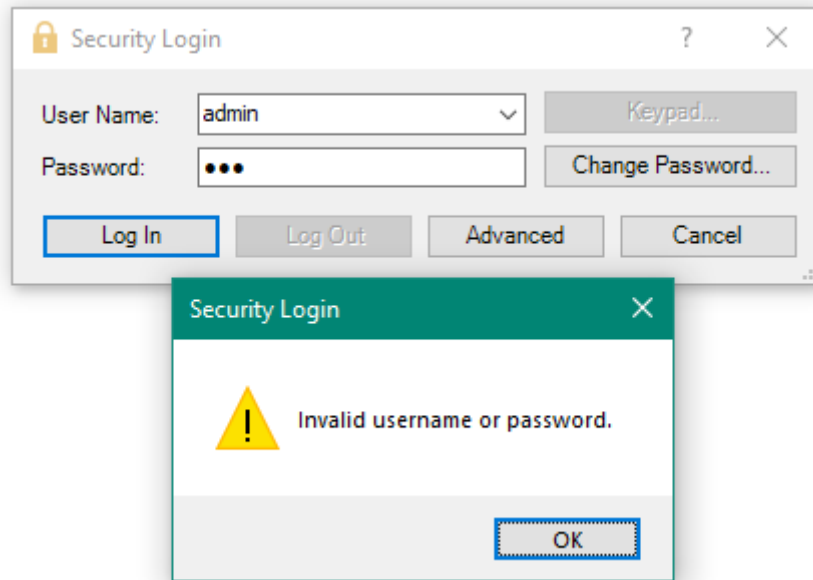 Security Login
User Name: admin Keypad...
Password: ●●● Change Password...
Log In Log Out Advanced Cancel
Security Login
Invalid username or password.
OK